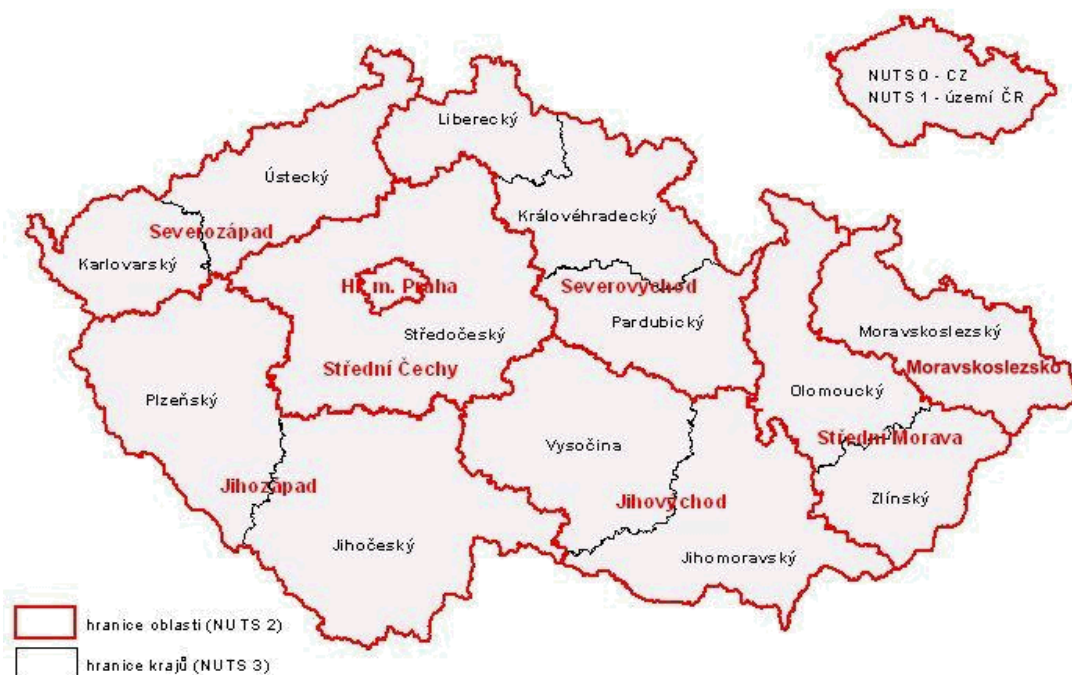 NUTS 0 - CZ
NUTS 1 - území ČR
Liberecký
Ústecký
Královéhradecký
Severozápad
Karlovarský
Hl. m. Praha
Severovýchod
Pardubický
Středočeský
Moravskoslezský
Střední Čechy
Moravskoslezsko
Plzeňský
Olomoucký
Vysočina
Střední Morava
Jihozápad
Jihovýchod
Zlínský
Jihočeský
Jihomoravský
hranice oblastí (NUTS 2)
hranice krajů (NUTS 3)